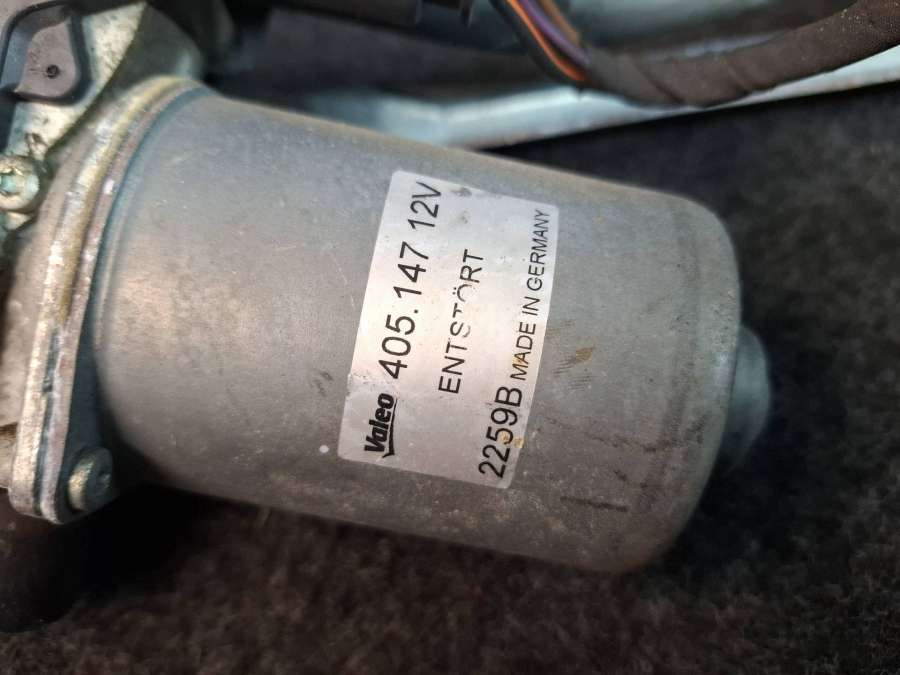 Valeo 405.147 12V
ENTSTÖRT
2259B MADE IN GERMANY